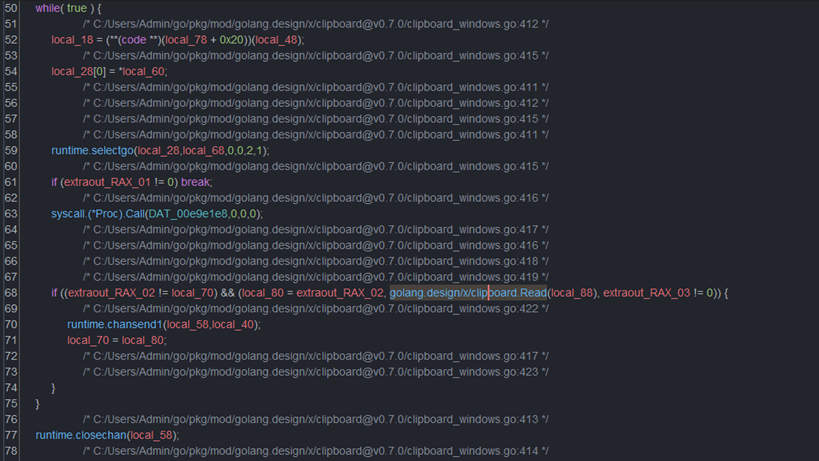 50 while( true ) {
51 /* C:/Users/Admin/go/pkg/mod/golang.design/x/clipboard@v0.7.0/clipboard_windows.go:412 */
52 local_18 = (**(code **)(local_78 + 0x20))(local_48);
53 /* C:/Users/Admin/go/pkg/mod/golang.design/x/clipboard@v0.7.0/clipboard_windows.go:415 */
54 local_28[0] = *local_60;
55 /* C:/Users/Admin/go/pkg/mod/golang.design/x/clipboard@v0.7.0/clipboard_windows.go:411 */
56 /* C:/Users/Admin/go/pkg/mod/golang.design/x/clipboard@v0.7.0/clipboard_windows.go:412 */
57 /* C:/Users/Admin/go/pkg/mod/golang.design/x/clipboard@v0.7.0/clipboard_windows.go:415 */
58 /* C:/Users/Admin/go/pkg/mod/golang.design/x/clipboard@v0.7.0/clipboard_windows.go:411 */
59 runtime.selectgo(local_28,local_68,0,0,2,1);
60 /* C:/Users/Admin/go/pkg/mod/golang.design/x/clipboard@v0.7.0/clipboard_windows.go:415 */
61 if (extraout_RAX_01 != 0) break;
62 /* C:/Users/Admin/go/pkg/mod/golang.design/x/clipboard@v0.7.0/clipboard_windows.go:416 */
63 syscall.(*Proc).Call(DAT_00e9e1e8,0,0,0);
64 /* C:/Users/Admin/go/pkg/mod/golang.design/x/clipboard@v0.7.0/clipboard_windows.go:417 */
65 /* C:/Users/Admin/go/pkg/mod/golang.design/x/clipboard@v0.7.0/clipboard_windows.go:416 */
66 /* C:/Users/Admin/go/pkg/mod/golang.design/x/clipboard@v0.7.0/clipboard_windows.go:418 */
67 /* C:/Users/Admin/go/pkg/mod/golang.design/x/clipboard@v0.7.0/clipboard_windows.go:419 */
68 if ((extraout_RAX_02 != local_70) && (local_80 = extraout_RAX_02, golang.design/x/clipboard.Read(local_88), extraout_RAX_03 != 0)) {
69 /* C:/Users/Admin/go/pkg/mod/golang.design/x/clipboard@v0.7.0/clipboard_windows.go:422 */
70 runtime.chansend1(local_58,local_40);
71 local_70 = local_80;
72 /* C:/Users/Admin/go/pkg/mod/golang.design/x/clipboard@v0.7.0/clipboard_windows.go:417 */
73 /* C:/Users/Admin/go/pkg/mod/golang.design/x/clipboard@v0.7.0/clipboard_windows.go:423 */
74 }
75 }
76 /* C:/Users/Admin/go/pkg/mod/golang.design/x/clipboard@v0.7.0/clipboard_windows.go:413 */
77 runtime.closechan(local_58);
78 /* C:/Users/Admin/go/pkg/mod/golang.design/x/clipboard@v0.7.0/clipboard_windows.go:414 */